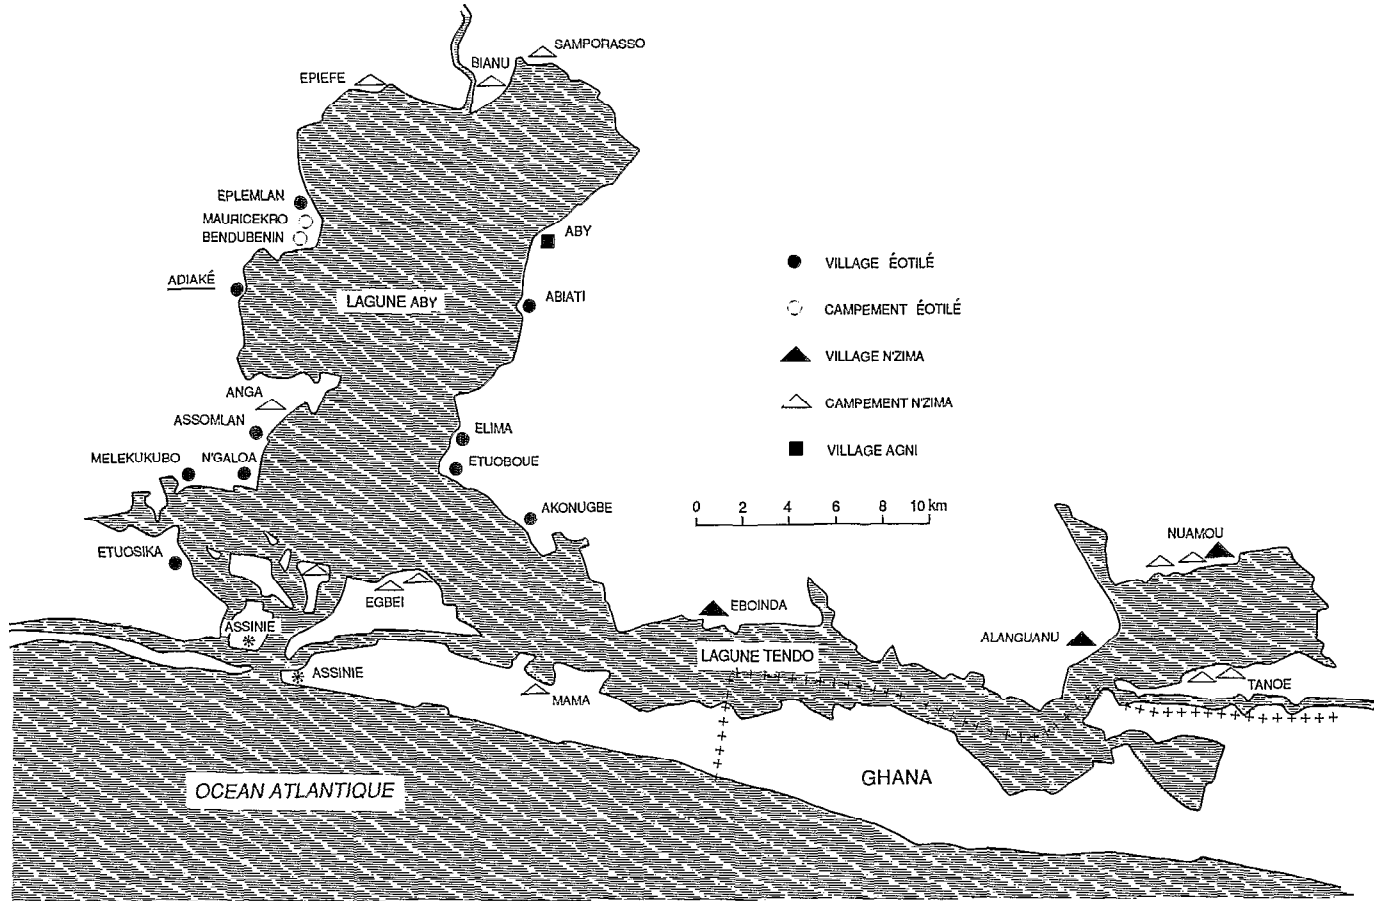 SAMPORASSO
BIANU
EPIEFE
EPLEMLAN
MAURICEKRO
BENDUBENIN
ABY
ADIAKÉ
LAGUNE ABY
ABIATI
VILLAGE ÉOTILÉ
CAMPEMENT ÉOTILÉ
VILLAGE N'ZIMA
CAMPEMENT N'ZIMA
VILLAGE AGNI
ANGA
ASSOMLAN
ELIMA
MELEKUKUBO
N'GALOA
ETUOBOUE
AKONUGBE
0 2 4 6 8 10 km
ETUOSIKA
NUAMOU
EGBEI
EBOINDA
ASSINIE
ALANGUANU
LAGUNE TENDO
ASSINIE
TANOE
MAMA
GHANA
OCEAN ATLANTIQUE